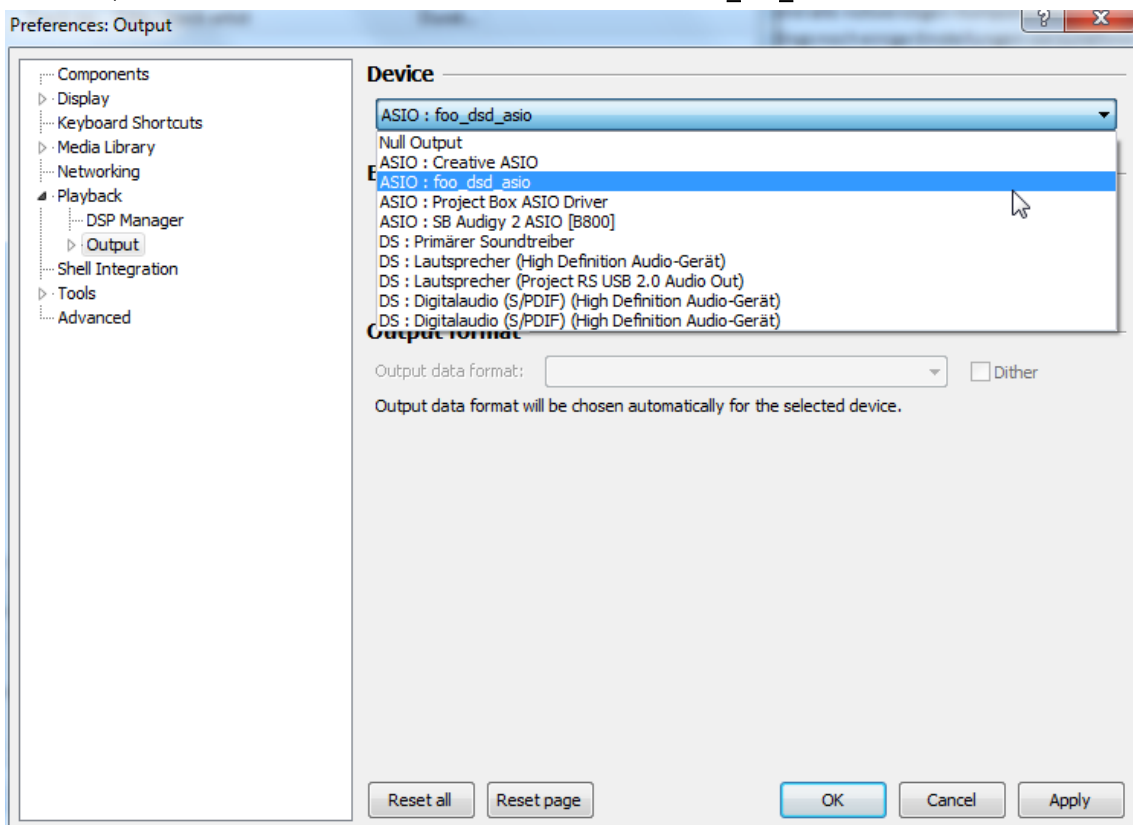 Preferences: Output
Components
Display
Keyboard Shortcuts
Media Library
Networking
Playback
DSP Manager
Output
Shell Integration
Tools
Advanced
Device
ASIO : foo_dsd_asio
Null Output
ASIO : Creative ASIO
ASIO : foo_dsd_asio
ASIO : Project Box ASIO Driver
ASIO : SB Audigy 2 ASIO [B800]
DS : Primärer Soundtreiber
DS : Lautsprecher (High Definition Audio-Gerät)
DS : Lautsprecher (Project RS USB 2.0 Audio Out)
DS : Digitalaudio (S/PDIF) (High Definition Audio-Gerät)
DS : Digitalaudio (S/PDIF) (High Definition Audio-Gerät)
Output format
Output data format:
Dither
Output data format will be chosen automatically for the selected device.
Reset all
Reset page
OK
Cancel
Apply